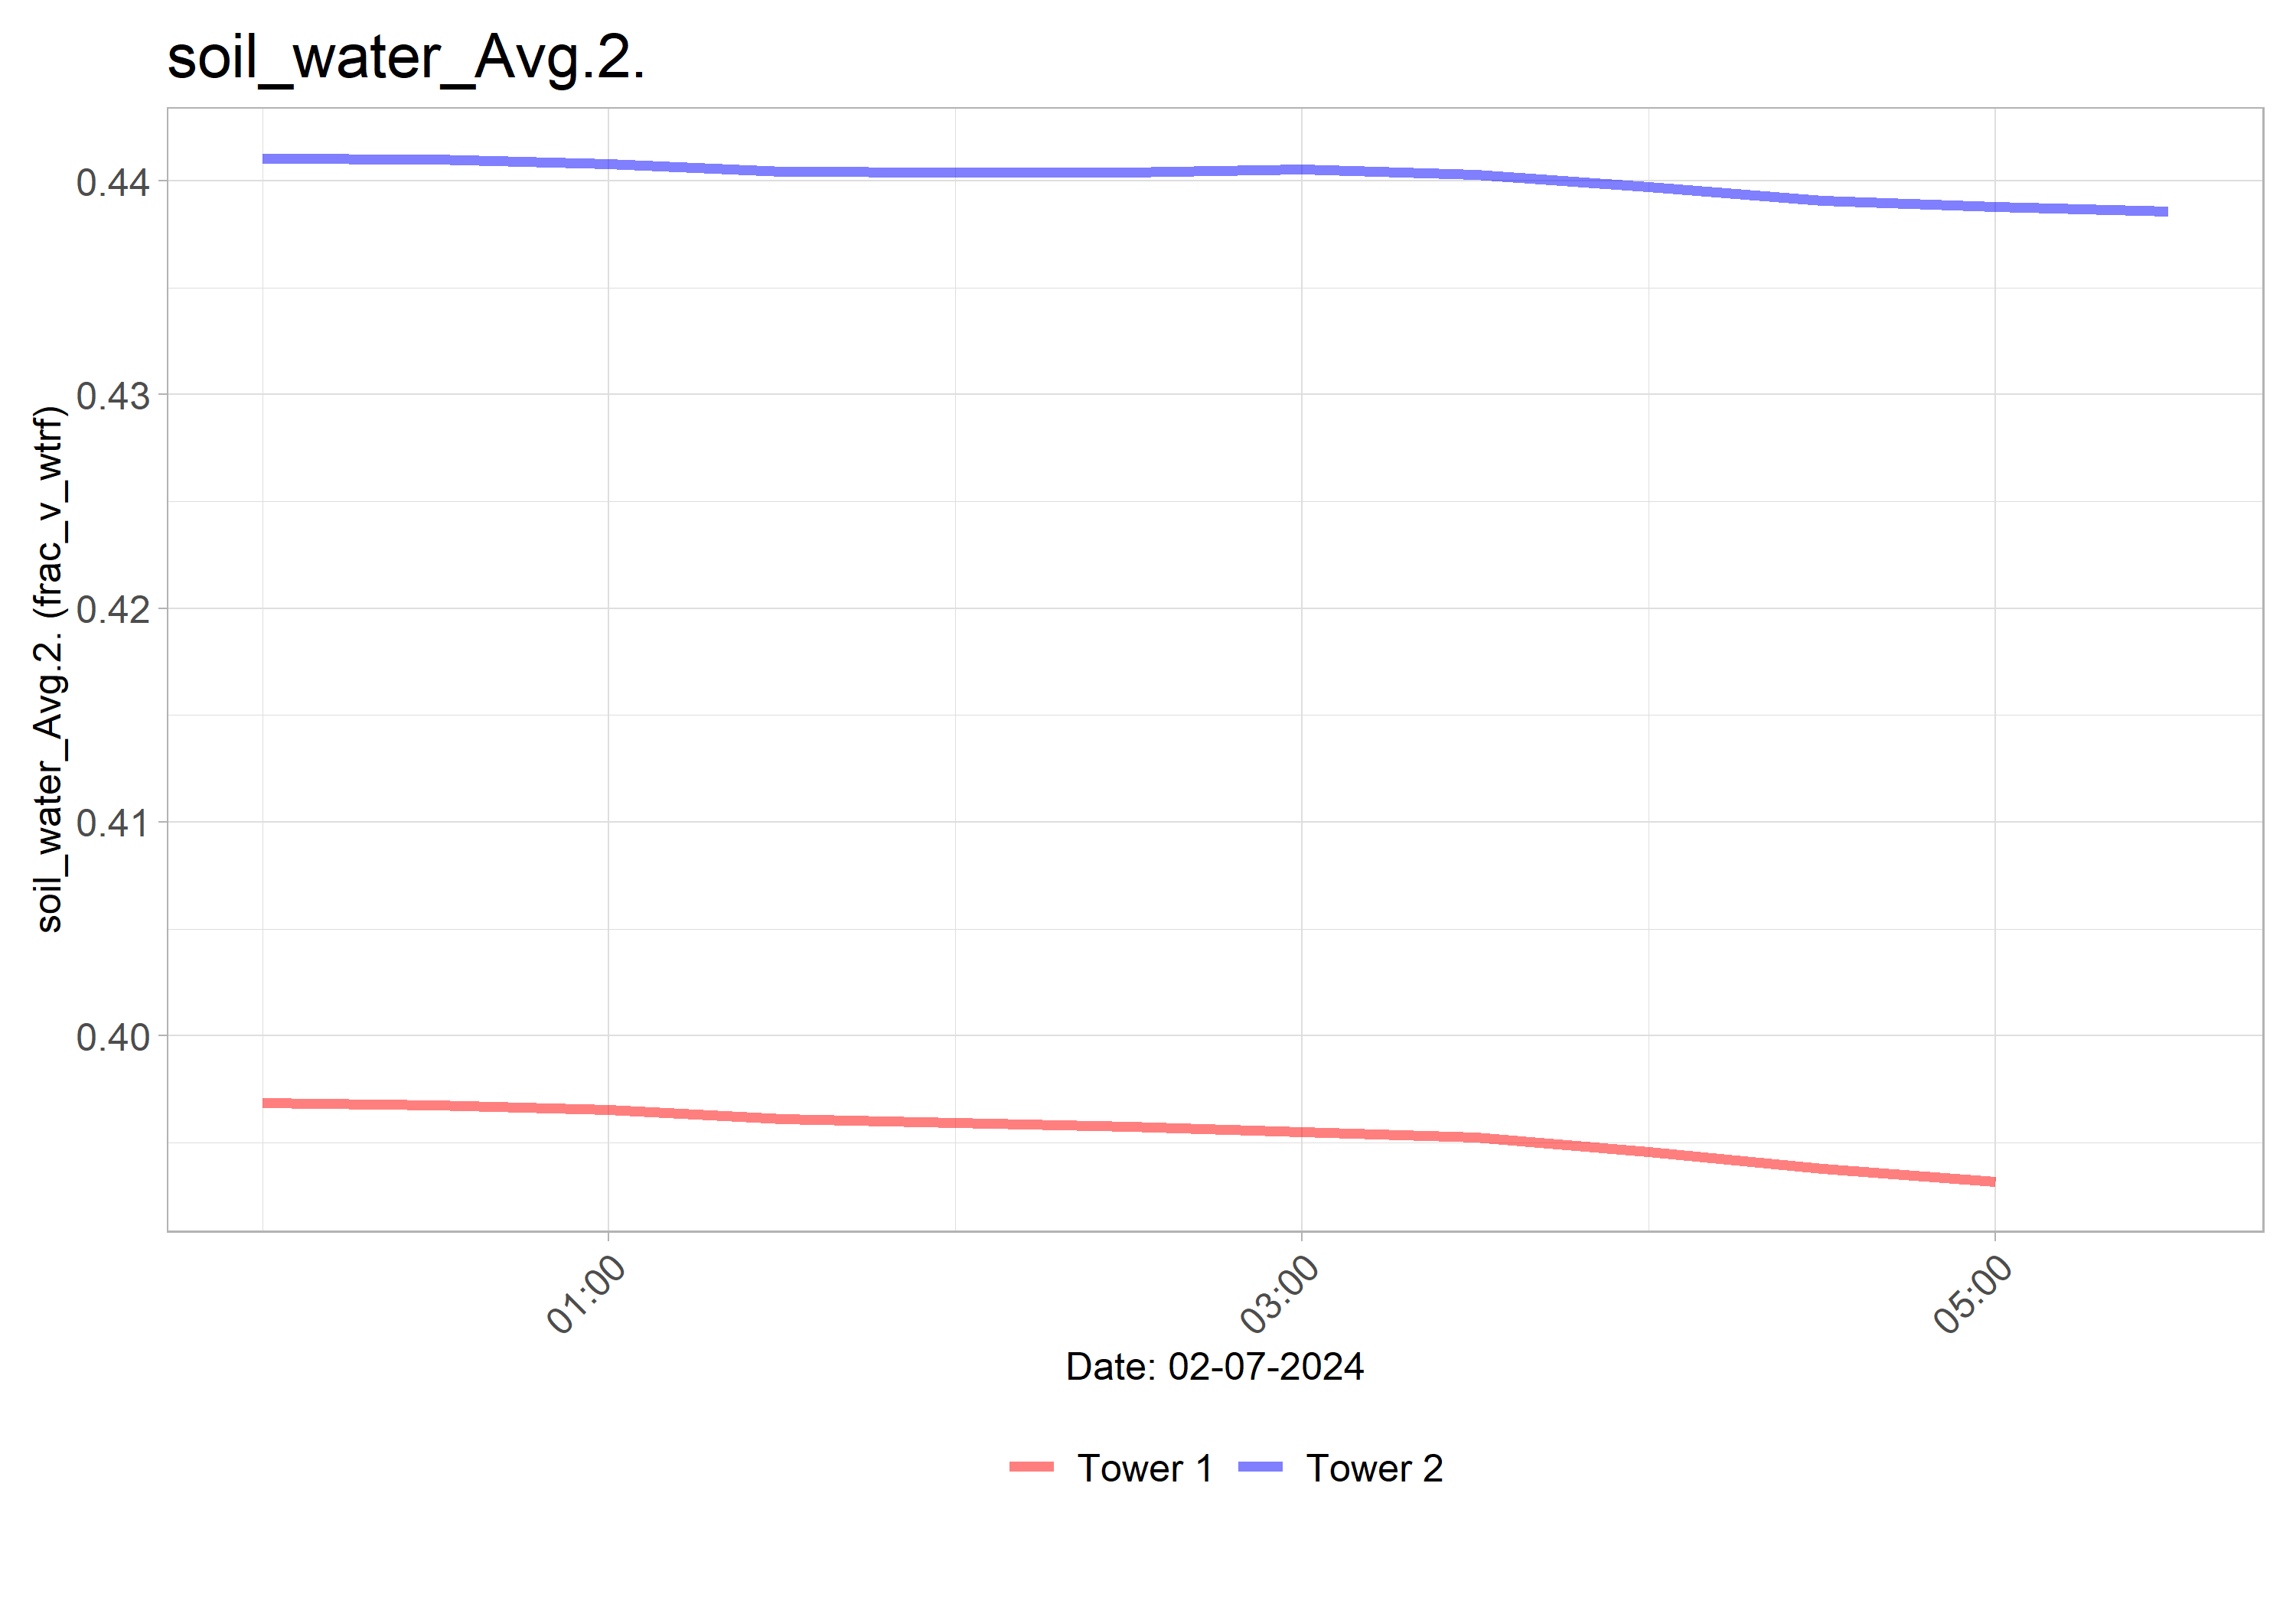 soil_water_Avg.2.
soil_water_Avg.2. (frac_v_wtrf)
0.44
0.43
0.42
0.41
0.40
01:00
03:00
05:00
Date: 02-07-2024
Tower 1
Tower 2